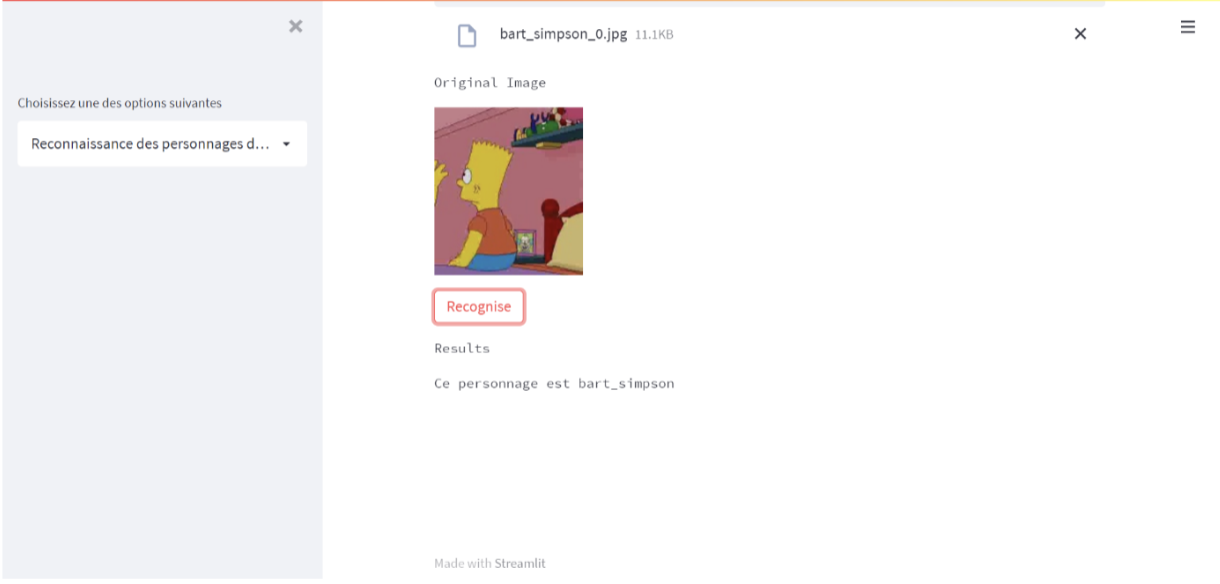 bart_simpson_0.jpg 11.1KB
Choisissez une des options suivantes
Reconnaissance des personnages d...
Original Image
Recognise
Results
Ce personnage est bart_simpson
Made with Streamlit